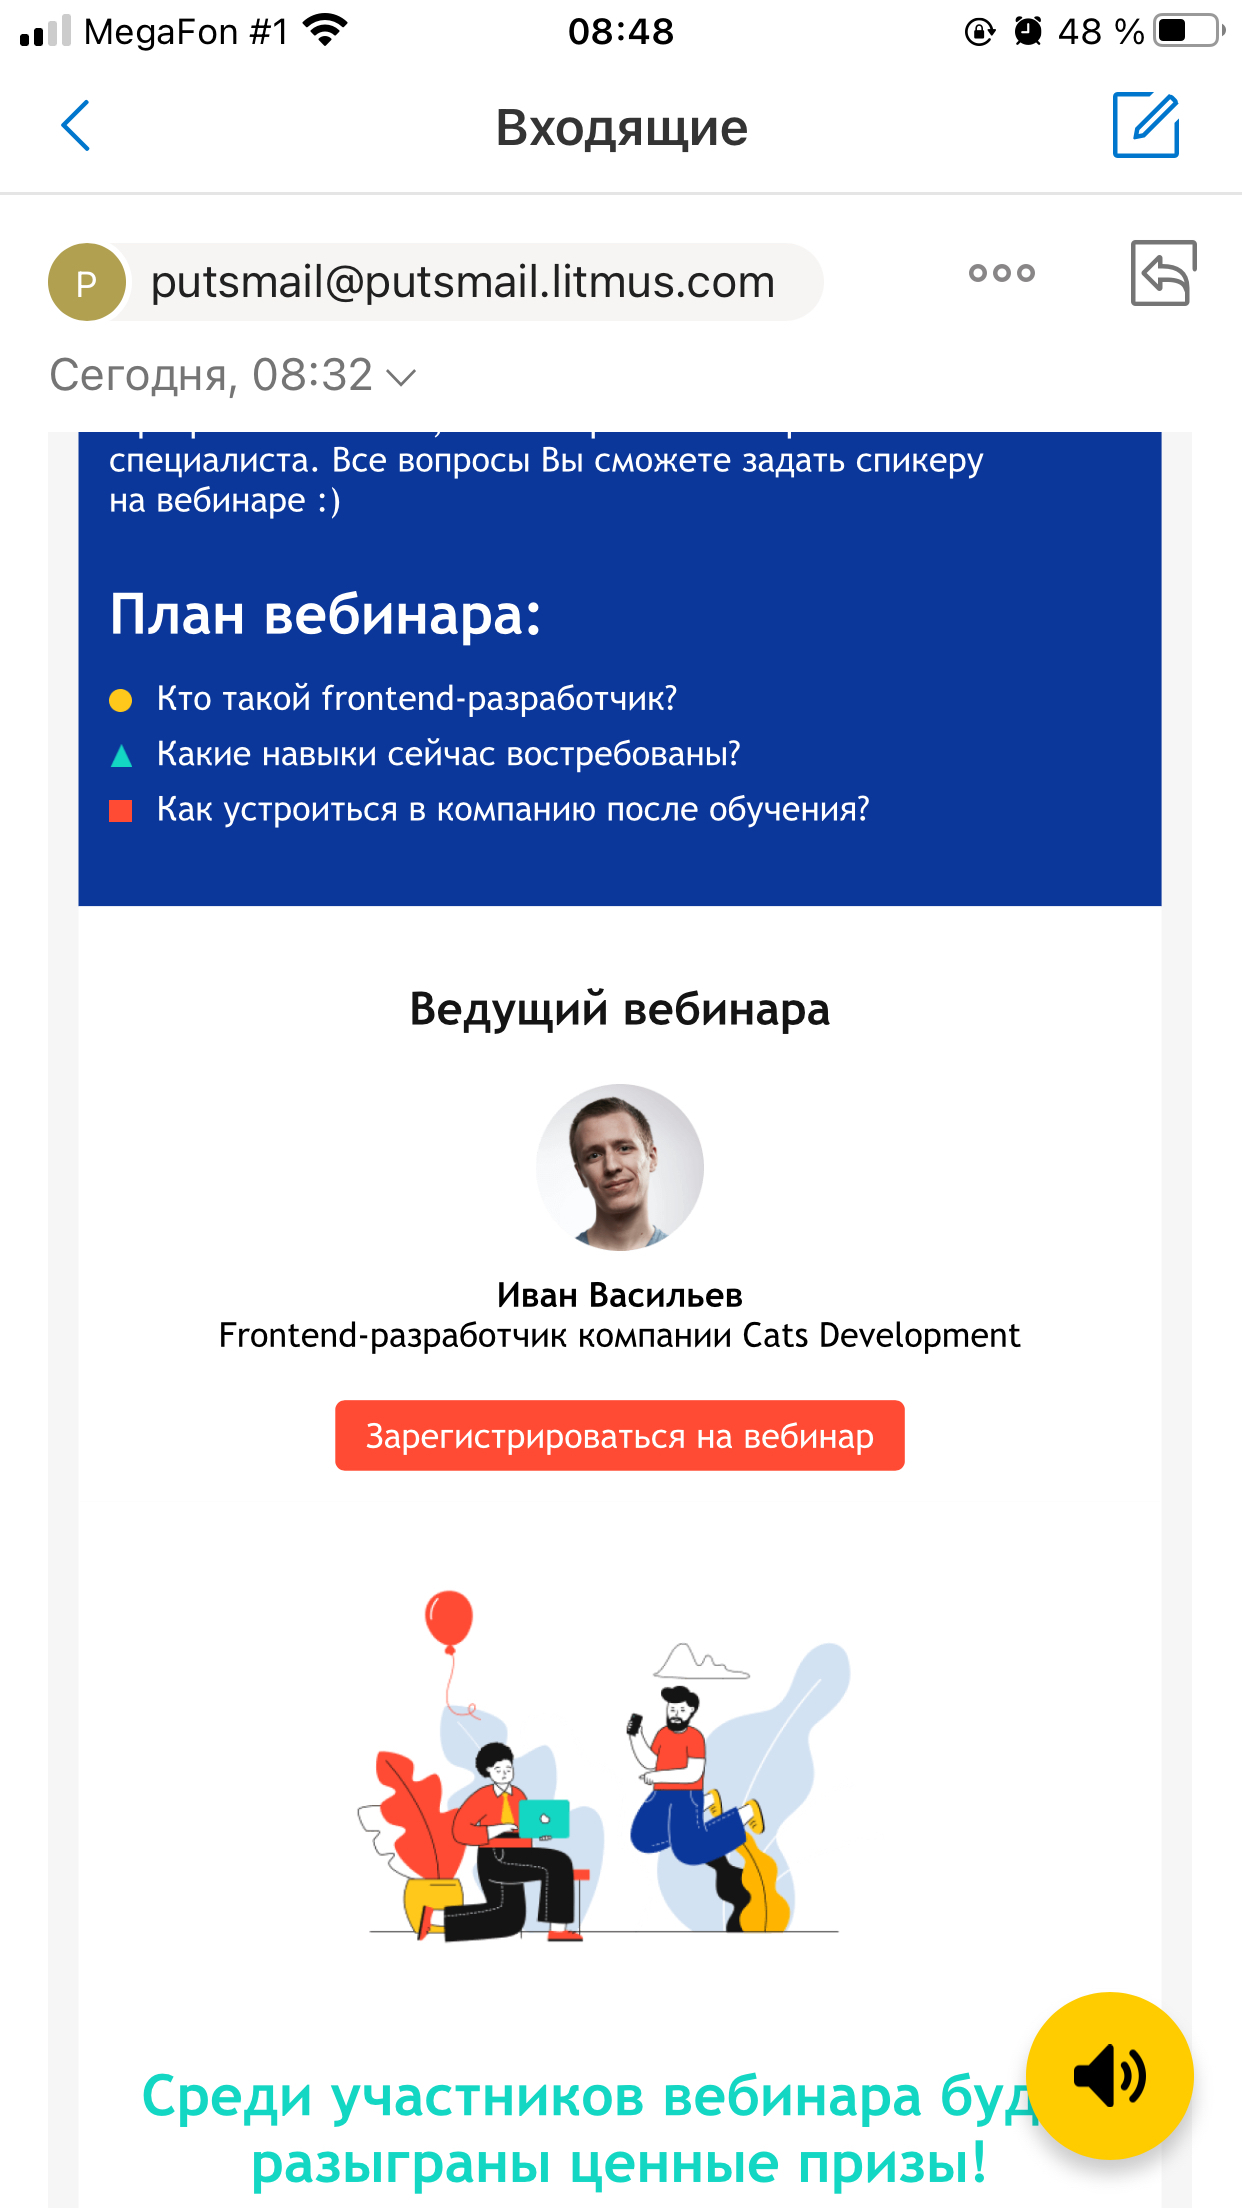 MegaFon #1 08:48 48 %
Входящие
P putsmail@putsmail.litmus.com
Сегодня, 08:32
специалиста. Все вопросы Вы сможете задать спикеру
на вебинаре :)
План вебинара:
Кто такой frontend-разработчик?
Какие навыки сейчас востребованы?
Как устроиться в компанию после обучения?
Ведущий вебинара
Иван Васильев
Frontend-разработчик компании Cats Development
Зарегистрироваться на вебинар
Среди участников вебинара буд
разыграны ценные призы!